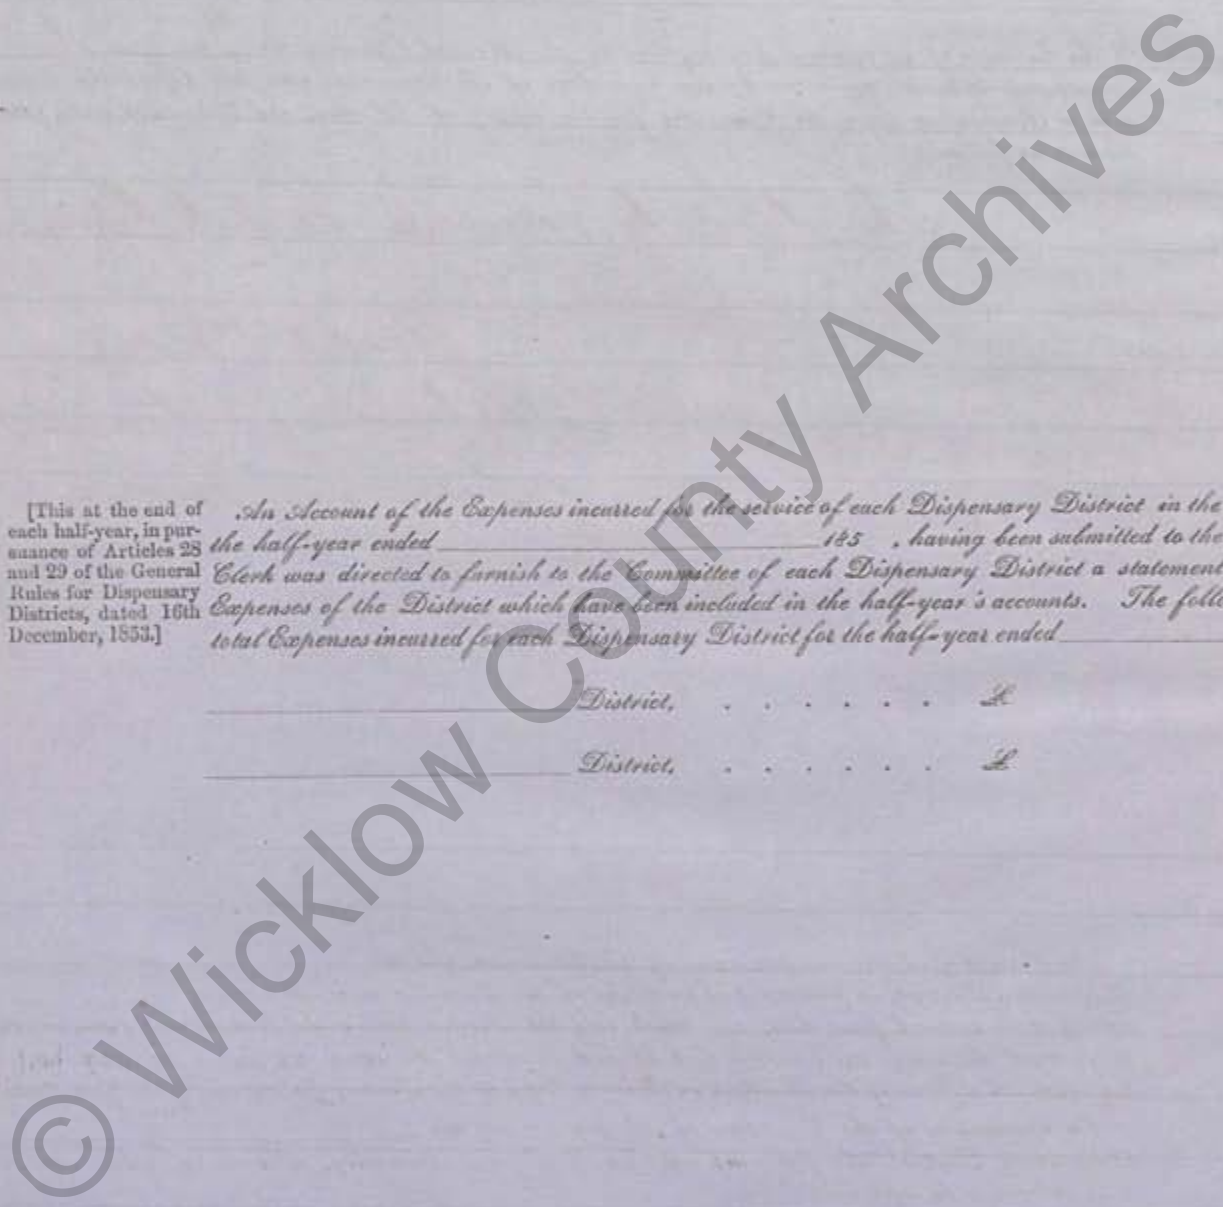 [This at the end of
each half-year, in pur-
suance of Articles 28
and 29 of the General
Rules for Dispensary
Districts, dated 16th
December, 1853.]
An Account of the Expenses incurred for the service of each Dispensary District in the
the half-year ended 185 , having been submitted to the
Clerk was directed to furnish to the Committee of each Dispensary District a statement
Expenses of the District which have been included in the half-year's accounts. The foll
total Expenses incurred for each Dispensary District for the half-year ended
District, . . . . . . £
District, . . . . . . £
© Wicklow County Archives